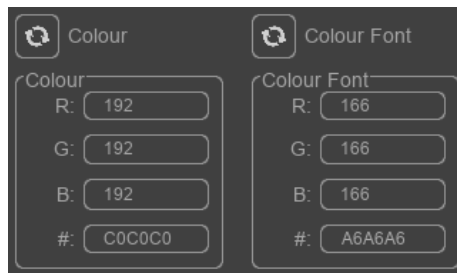 Colour
Colour
R: 192
G: 192
B: 192
#: C0C0C0
Colour Font
Colour Font
R: 166
G: 166
B: 166
#: A6A6A6